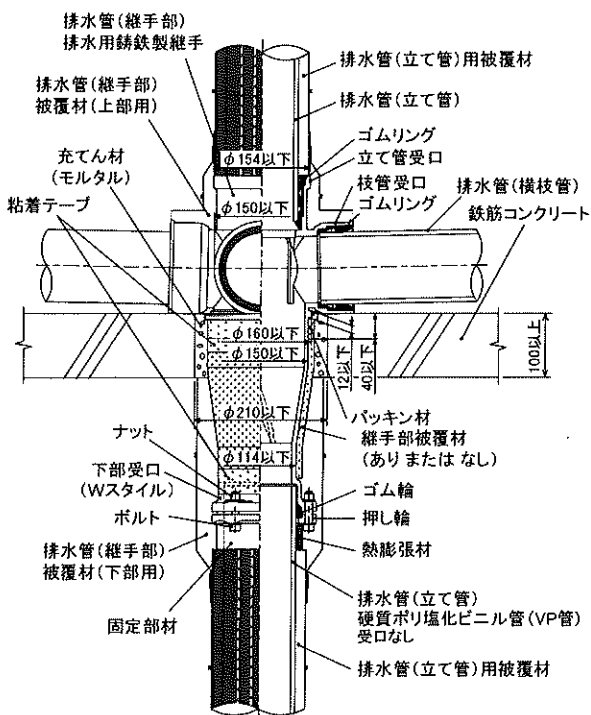 排水管(継手部)
排水用鋳鉄製継手
排水管(継手部)
被覆材(上部用)
充てん材
(モルタル)
粘着テープ
排水管(立て管)用被覆材
排水管(立て管)
ゴムリング
立て管受口
枝管受口
ゴムリング
排水管(横枝管)
鉄筋コンクリート
φ154以下
φ150以下
φ160以下
φ150以下
12以下
40以下
100以上
φ210以下
φ114以下
パッキン材
継手部被覆材
(ありまたはなし)
ナット
下部受口
(Wスタイル)
ボルト
排水管(継手部)
被覆材(下部用)
固定部材
ゴム輪
押し輪
熱膨張材
排水管(立て管)
硬質ポリ塩化ビニル管(VP管)
受口なし
排水管(立て管)用被覆材